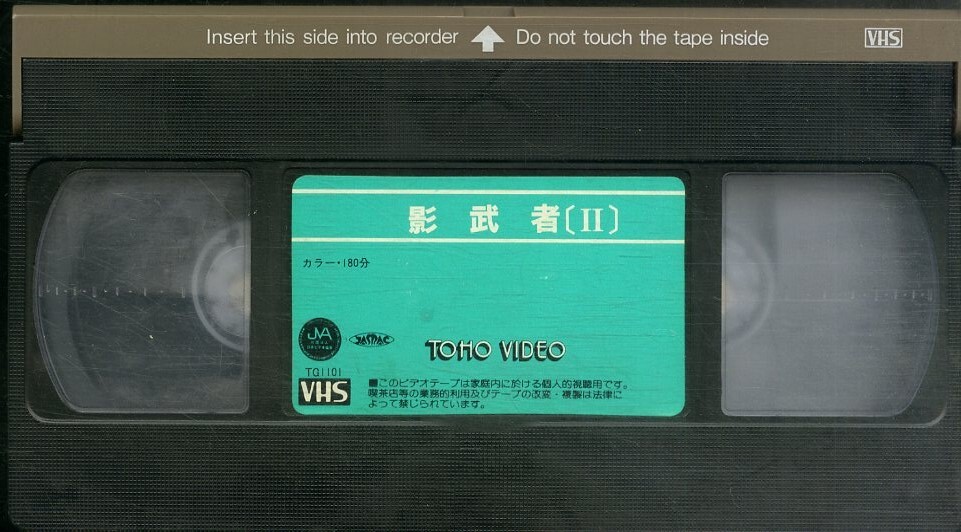 Insert this side into recorder Do not touch the tape inside VHS
影武者〔II〕
カラー・180分
JVA
JASMAC
TOHO VIDEO
TG1101
VHS
■このビデオテープは家庭内に於ける個人的視聴用です。
喫茶店等の業務的利用及びテープの改変・複製は法律に
よって禁じられています。